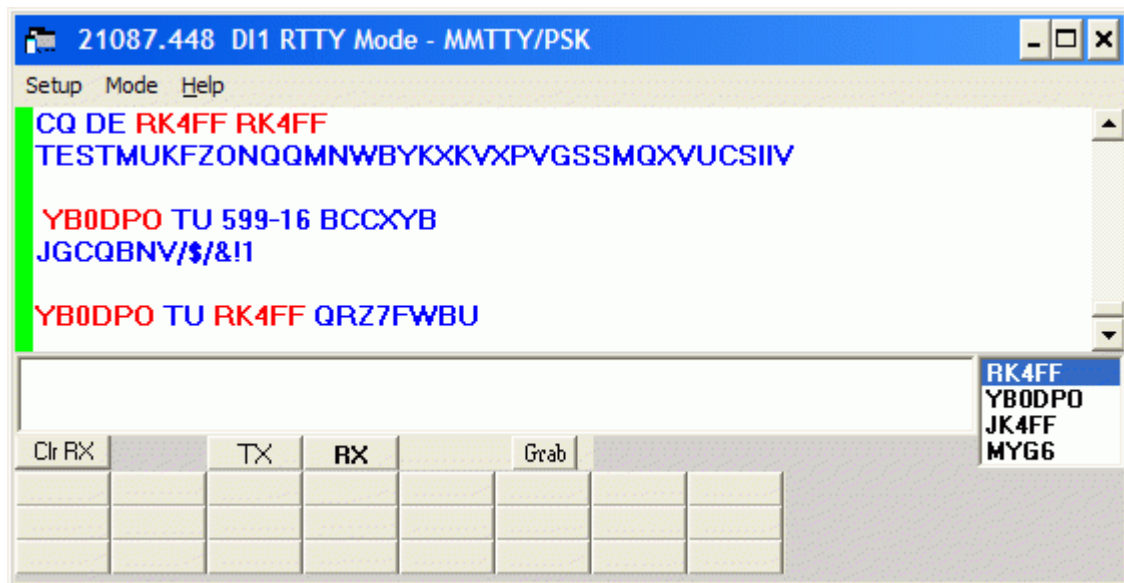 21087.448 DI1 RTTY Mode - MMTTY/PSK
Setup Mode Help
CQ DE RK4FF RK4FF
TESTMUKFZONQQMNWBYKXKVXPVGSSMQXVUCSIIV
YB0DPO TU 599-16 BCCXYB
JGCQBNV/$/&!1
YB0DPO TU RK4FF QRZ7FWBU
RK4FF
YB0DPO
JK4FF
MYG6
Clr RX TX RX Grab